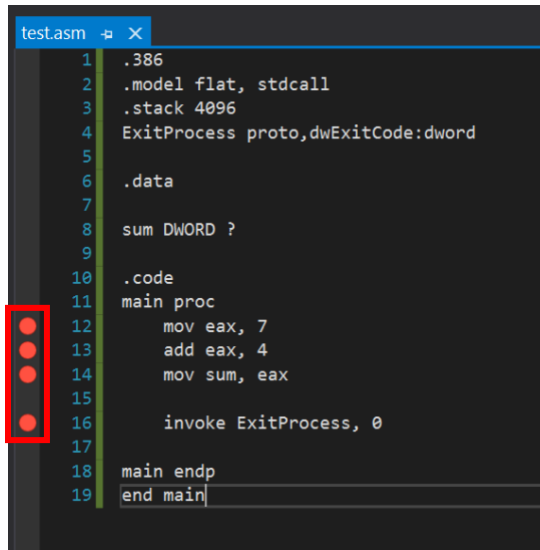 test.asm
1 .386
2 .model flat, stdcall
3 .stack 4096
4 ExitProcess proto,dwExitCode:dword
5
6 .data
7
8 sum DWORD ?
9
10 .code
11 main proc
12 mov eax, 7
13 add eax, 4
14 mov sum, eax
15
16 invoke ExitProcess, 0
17
18 main endp
19 end main